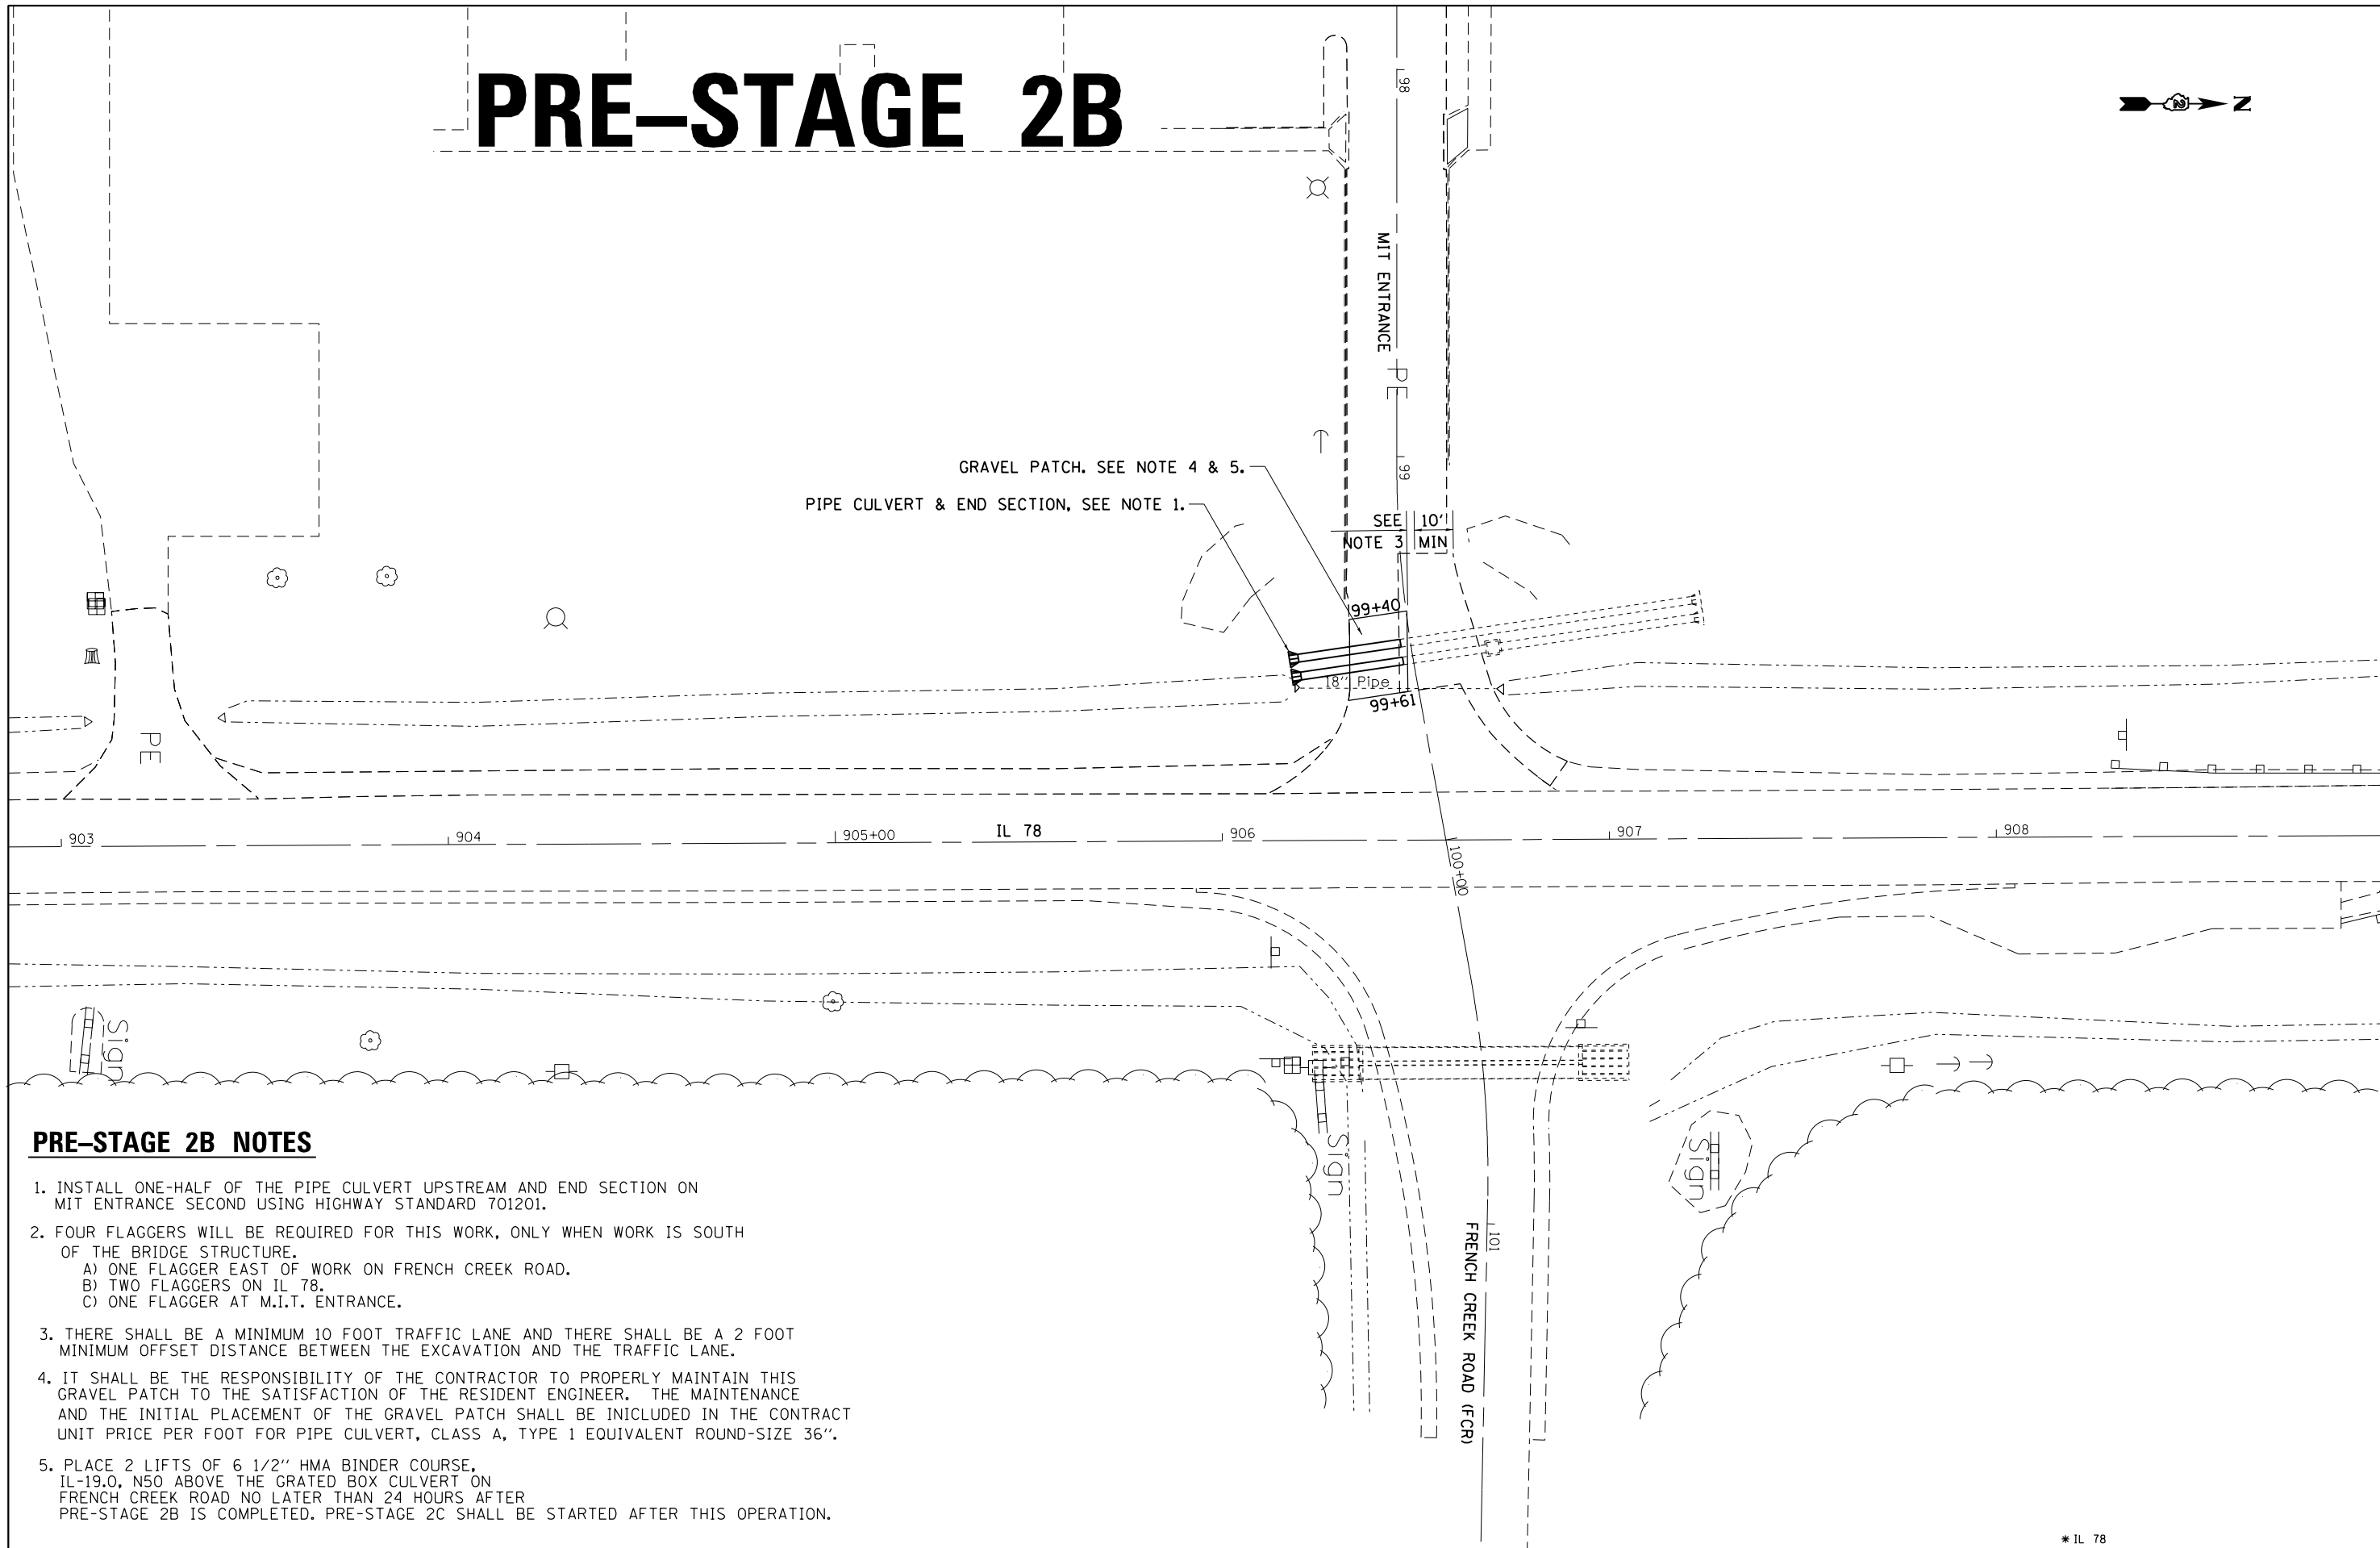 PRE–STAGE 2B
98
N
MIT ENTRANCE
PE
GRAVEL PATCH. SEE NOTE 4 & 5.
99
PIPE CULVERT & END SECTION, SEE NOTE 1.
SEE 10'
NOTE 3 MIN
99+40
18" Pipe
99+61
PE
903
904
905+00
IL 78
906
907
908
100+00
Sign
Sign
Sign
101
FRENCH CREEK ROAD (FCR)
PRE–STAGE 2B NOTES
1. INSTALL ONE-HALF OF THE PIPE CULVERT UPSTREAM AND END SECTION ON
MIT ENTRANCE SECOND USING HIGHWAY STANDARD 701201.
2. FOUR FLAGGERS WILL BE REQUIRED FOR THIS WORK, ONLY WHEN WORK IS SOUTH
OF THE BRIDGE STRUCTURE.
A) ONE FLAGGER EAST OF WORK ON FRENCH CREEK ROAD.
B) TWO FLAGGERS ON IL 78.
C) ONE FLAGGER AT M.I.T. ENTRANCE.
3. THERE SHALL BE A MINIMUM 10 FOOT TRAFFIC LANE AND THERE SHALL BE A 2 FOOT
MINIMUM OFFSET DISTANCE BETWEEN THE EXCAVATION AND THE TRAFFIC LANE.
4. IT SHALL BE THE RESPONSIBILITY OF THE CONTRACTOR TO PROPERLY MAINTAIN THIS
GRAVEL PATCH TO THE SATISFACTION OF THE RESIDENT ENGINEER. THE MAINTENANCE
AND THE INITIAL PLACEMENT OF THE GRAVEL PATCH SHALL BE INICLUDED IN THE CONTRACT
UNIT PRICE PER FOOT FOR PIPE CULVERT, CLASS A, TYPE 1 EQUIVALENT ROUND-SIZE 36".
5. PLACE 2 LIFTS OF 6 1/2" HMA BINDER COURSE,
IL-19.0, N50 ABOVE THE GRATED BOX CULVERT ON
FRENCH CREEK ROAD NO LATER THAN 24 HOURS AFTER
PRE-STAGE 2B IS COMPLETED. PRE-STAGE 2C SHALL BE STARTED AFTER THIS OPERATION.
* IL 78